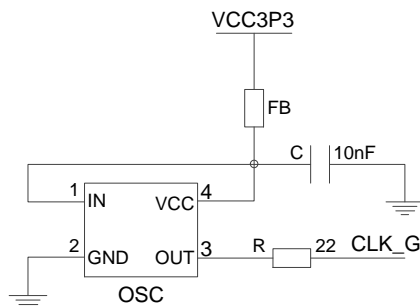 VCC3P3
FB
C 10nF
1 IN VCC 4
2 GND OUT 3 R 22 CLK_G
OSC